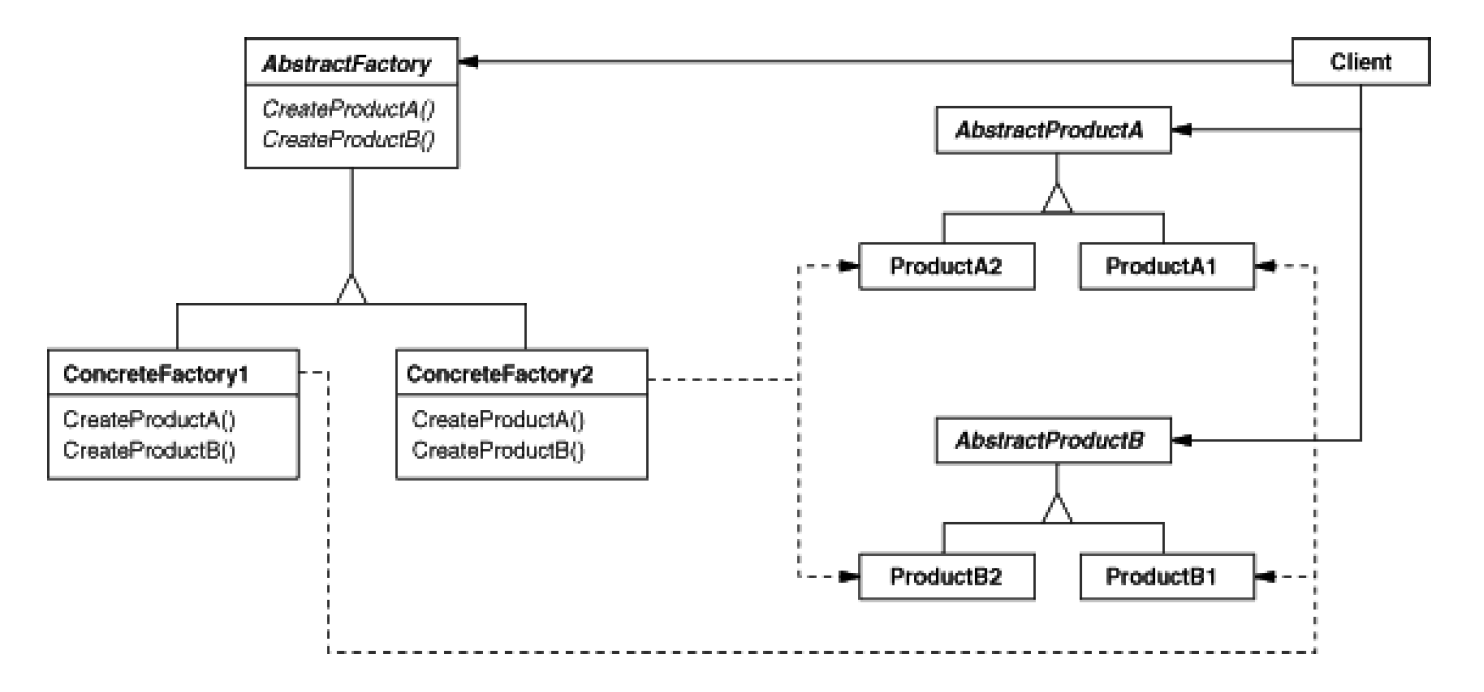 AbstractFactory
CreateProductA()
CreateProductB()
Client
AbstractProductA
ProductA2
ProductA1
ConcreteFactory1
CreateProductA()
CreateProductB()
ConcreteFactory2
CreateProductA()
CreateProductB()
AbstractProductB
ProductB2
ProductB1